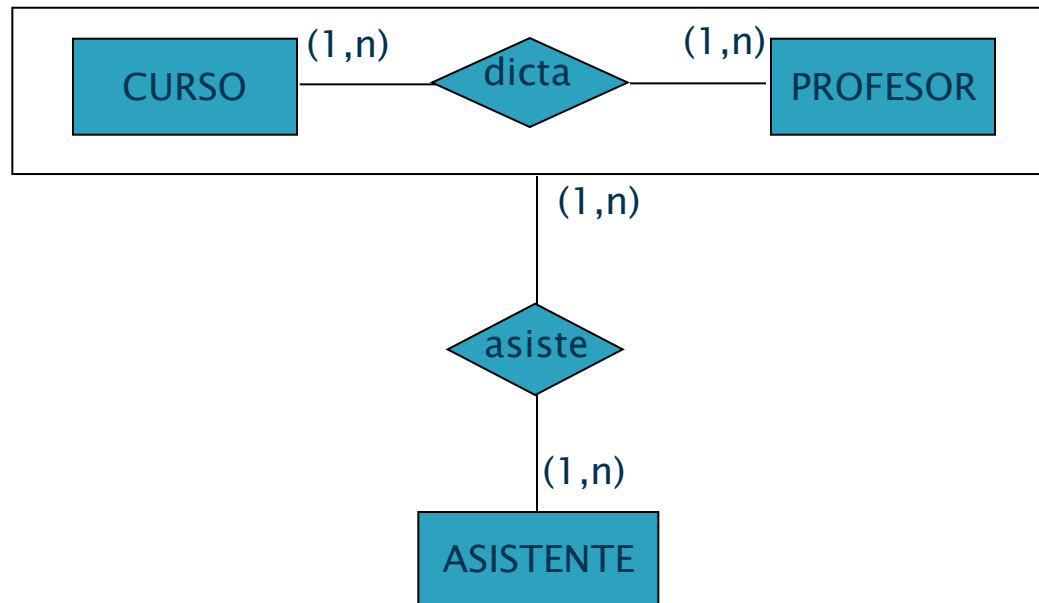 CURSO
(1,n)
dicta
(1,n)
PROFESOR
(1,n)
asiste
(1,n)
ASISTENTE